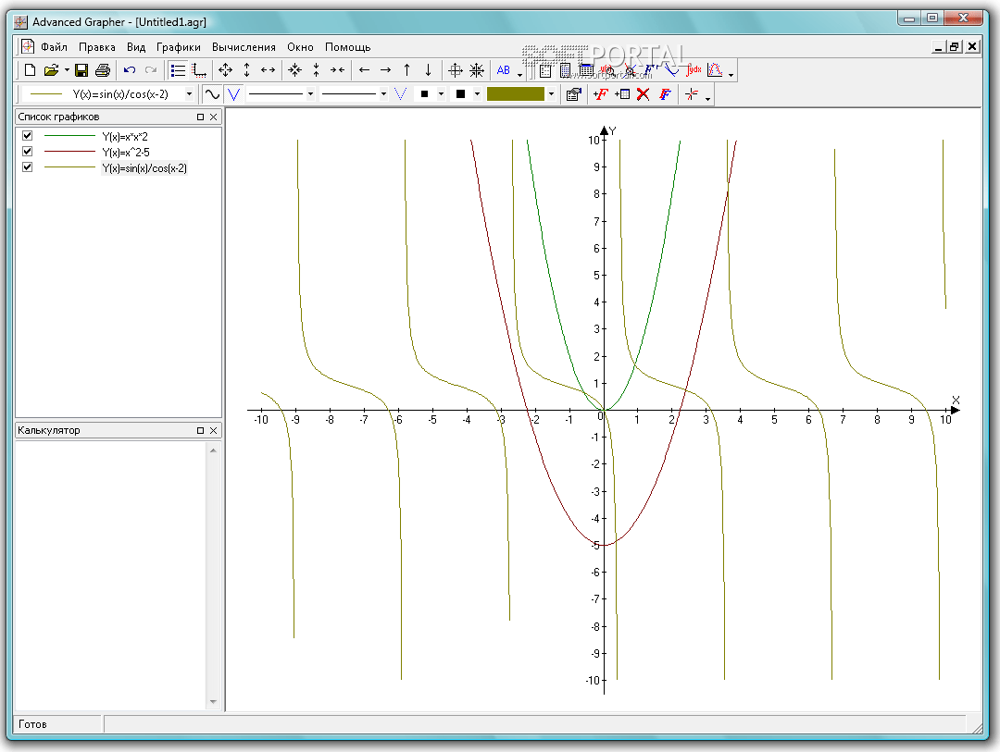 Advanced Grapher - [Untitled1.agr]
Файл Правка Вид Графики Вычисления Окно Помощь
SOFTPORTAL
www.softportal.com
AB
Y(x)=sin(x)/cos(x-2)
Список графиков
Y(x)=x*x*2
Y(x)=x^2-5
Y(x)=sin(x)/cos(x-2)
Калькулятор
Готов
Y
10
9
8
7
6
5
4
3
2
1
X
-10 -9 -8 -7 -6 -5 -4 -3 -2 -1 0 1 2 3 4 5 6 7 8 9 10
-1
-2
-3
-4
-5
-6
-7
-8
-9
-10